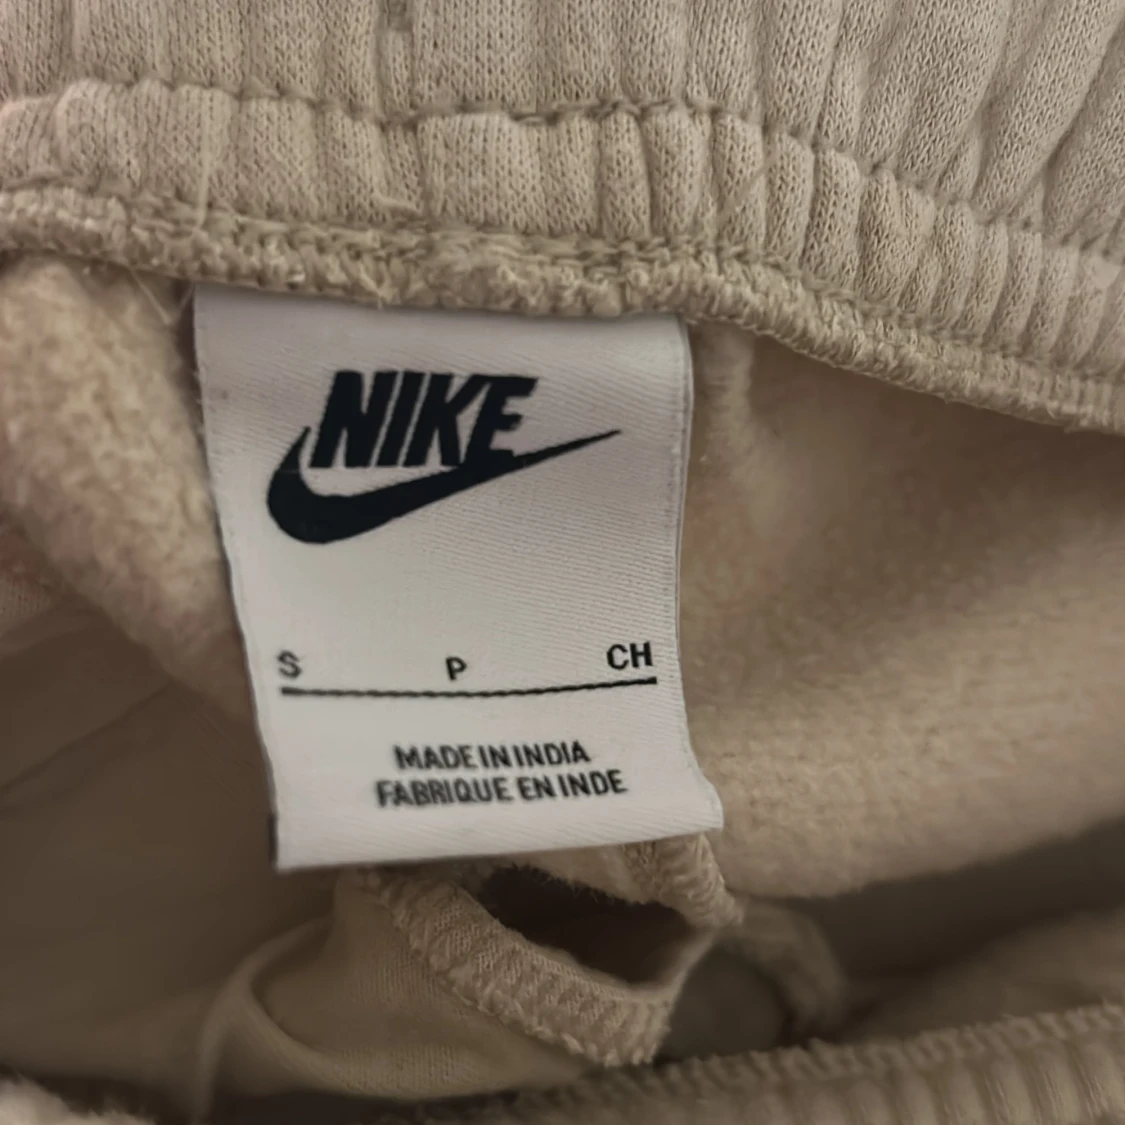 NIKE
S P CH
MADE IN INDIA
FABRIQUE EN INDE